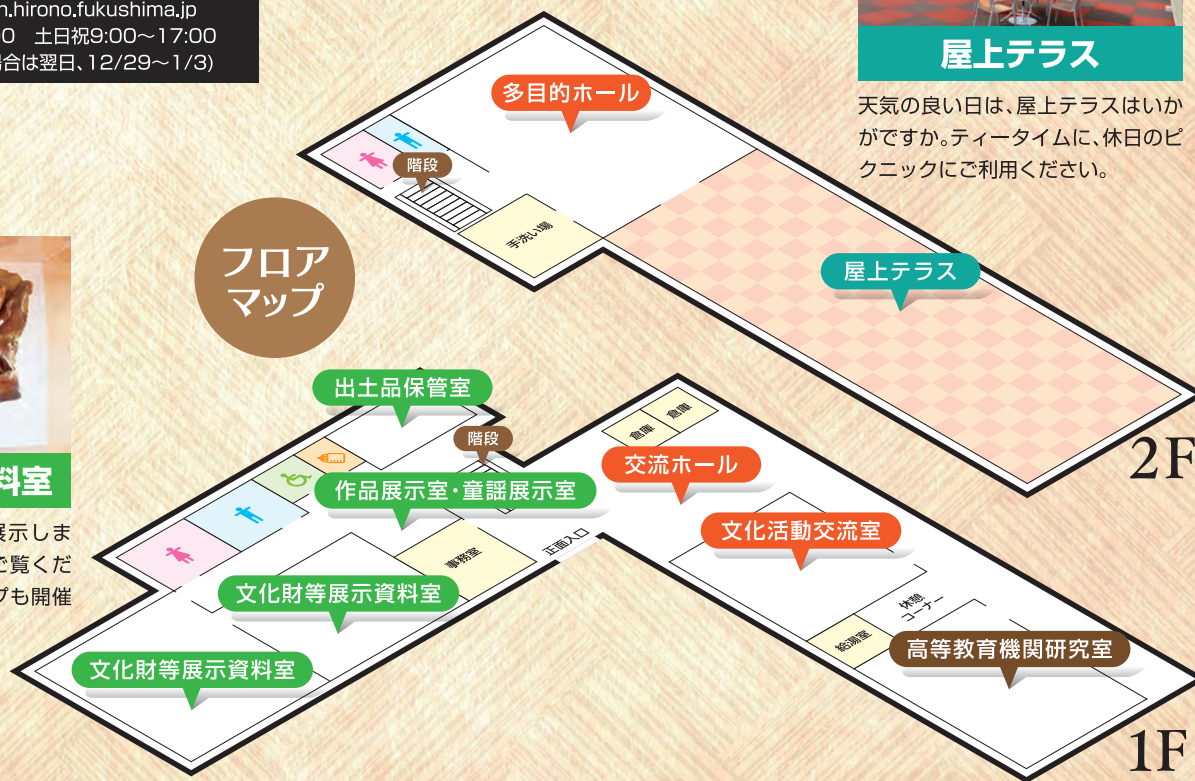 n.hirono.fukushima.jp
土日祝9:00〜17:00
場合は翌日、12/29〜1/3)
屋上テラス
天気の良い日は、屋上テラスはいか
がですか。ティータイムに、休日のピ
クニックにご利用ください。
多目的ホール
階段
手洗い場
屋上テラス
2F
フロア
マップ
料室
展示しま
ご覧くだ
プも開催
出土品保管室
階段
倉庫
倉庫
交流ホール
作品展示室・童謡展示室
文化活動交流室
正面入口
事務室
文化財等展示資料室
休憩
コーナー
給湯室
高等教育機関研究室
文化財等展示資料室
1F